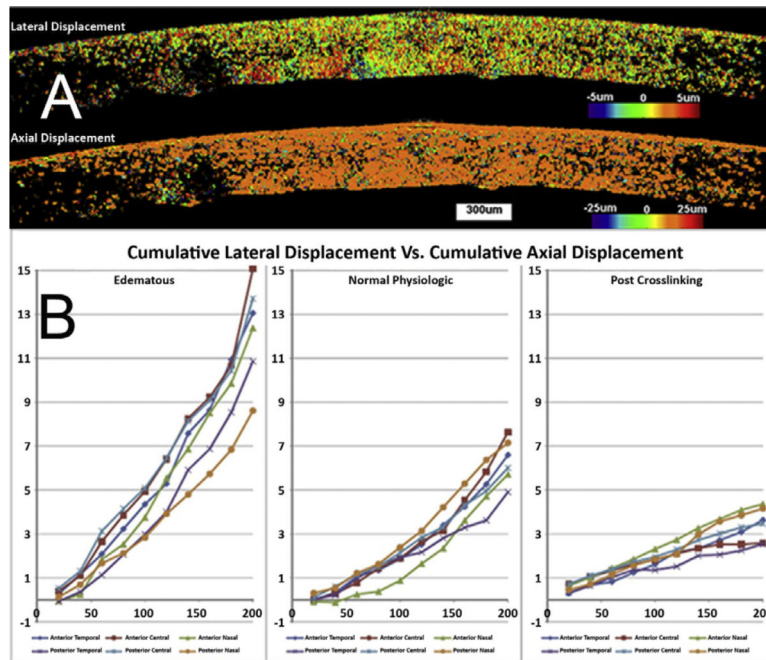 Lateral Displacement
A
-5um 0 5um
Axial Displacement
300um
-25um 0 25um
Cumulative Lateral Displacement Vs. Cumulative Axial Displacement
B
Edematous
15
13
11
9
7
5
3
1
-1
0 50 100 150 200
Anterior Temporal Anterior Central Anterior Nasal
Posterior Temporal Posterior Central Posterior Nasal
Normal Physiologic
15
13
11
9
7
5
3
1
-1
0 50 100 150 200
Anterior Temporal Anterior Central Anterior Nasal
Posterior Temporal Posterior Central Posterior Nasal
Post Crosslinking
15
13
11
9
7
5
3
1
-1
0 50 100 150 200
Anterior Temporal Anterior Central Anterior Nasal
Posterior Temporal Posterior Central Posterior Nasal